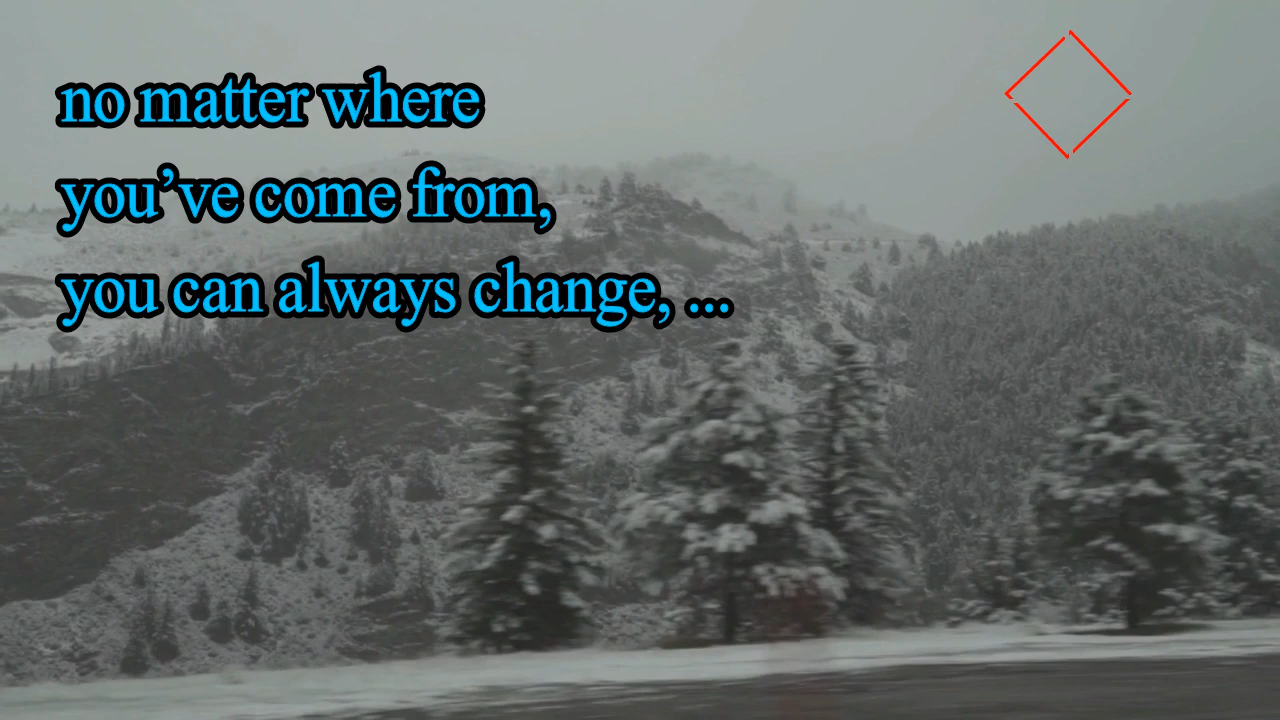 no matter where
you’ve come from,
you can always change, ...